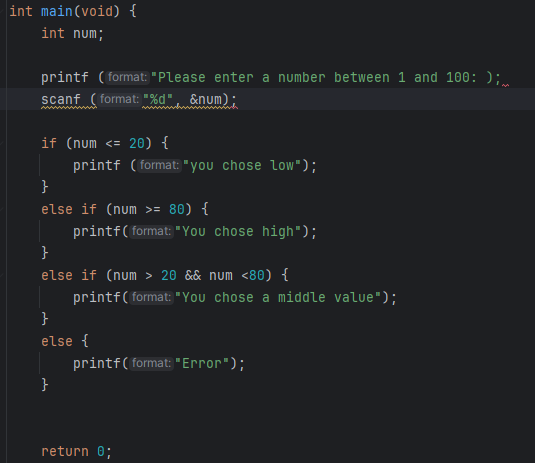 int main(void) {
    int num;

    printf (format:"Please enter a number between 1 and 100: );
    scanf (format:"%d", &num);

    if (num <= 20) {
        printf (format:"you chose low");
    }
    else if (num >= 80) {
        printf(format:"You chose high");
    }
    else if (num > 20 && num <80) {
        printf(format:"You chose a middle value");
    }
    else {
        printf(format:"Error");
    }

    return 0;